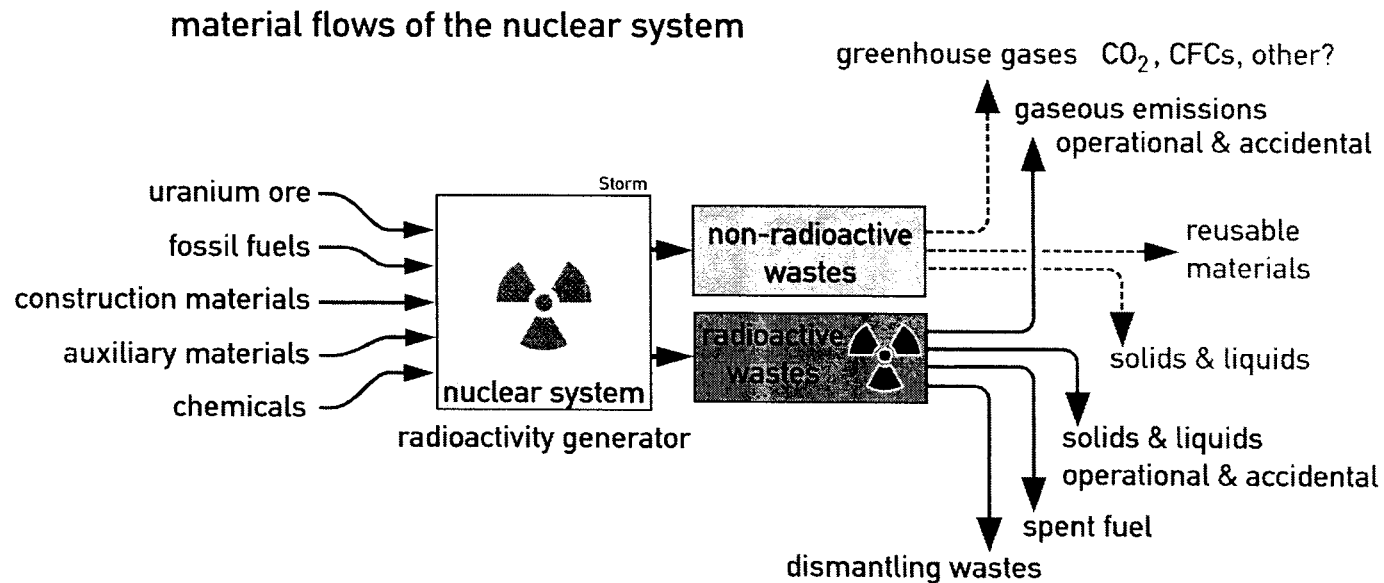 material flows of the nuclear system
greenhouse gases CO₂, CFCs, other?
gaseous emissions
operational & accidental
uranium ore
fossil fuels
construction materials
auxiliary materials
chemicals
Storm
nuclear system
radioactivity generator
non-radioactive
wastes
radioactive
wastes
reusable
materials
solids & liquids
solids & liquids
operational & accidental
spent fuel
dismantling wastes